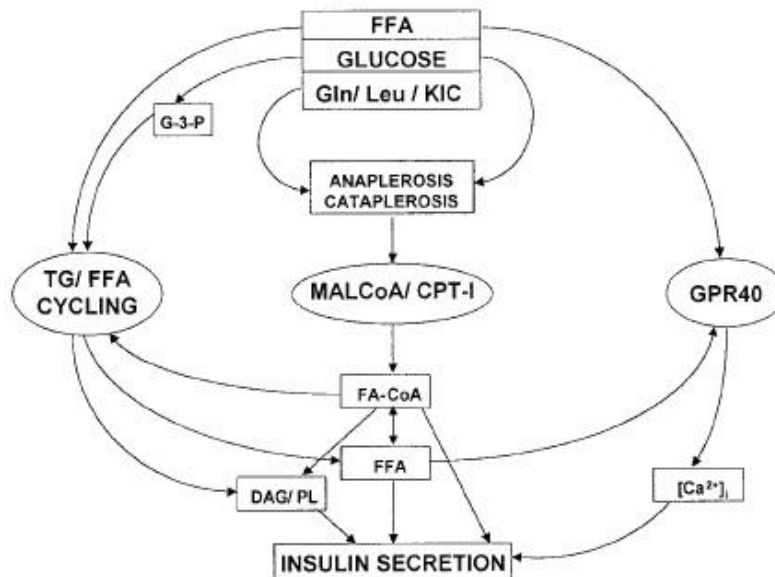 FFA
GLUCOSE
Gln/ Leu / KIC
G-3-P
ANAPLEROSIS
CATAPLEROSIS
TG/ FFA
CYCLING
MALCoA/ CPT-I
GPR40
FA-CoA
FFA
DAG/ PL
[Ca²⁺]ᵢ
INSULIN SECRETION